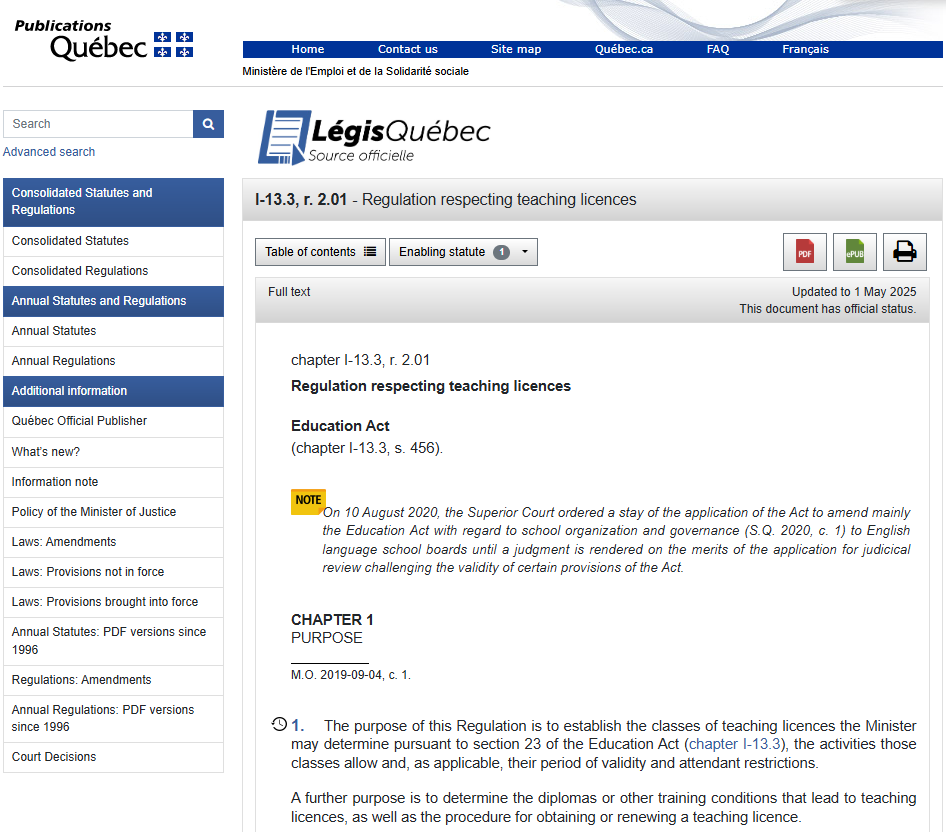 Publications
Québec
Home Contact us Site map Québec.ca FAQ Français
Ministère de l'Emploi et de la Solidarité sociale
Search
Advanced search
Consolidated Statutes and
Regulations
Consolidated Statutes
Consolidated Regulations
Annual Statutes and Regulations
Annual Statutes
Annual Regulations
Additional information
Québec Official Publisher
What's new?
Information note
Policy of the Minister of Justice
Laws: Amendments
Laws: Provisions not in force
Laws: Provisions brought into force
Annual Statutes: PDF versions since
1996
Regulations: Amendments
Annual Regulations: PDF versions
since 1996
Court Decisions
LégisQuébec
Source officielle
I-13.3, r. 2.01 - Regulation respecting teaching licences
Table of contents Enabling statute 1 PDF ePUB
Full text Updated to 1 May 2025
This document has official status.
chapter I-13.3, r. 2.01
Regulation respecting teaching licences
Education Act
(chapter I-13.3, s. 456).
NOTE
On 10 August 2020, the Superior Court ordered a stay of the application of the Act to amend mainly
the Education Act with regard to school organization and governance (S.Q. 2020, c. 1) to English
language school boards until a judgment is rendered on the merits of the application for judicical
review challenging the validity of certain provisions of the Act.
CHAPTER 1
PURPOSE
M.O. 2019-09-04, c. 1.
1. The purpose of this Regulation is to establish the classes of teaching licences the Minister
may determine pursuant to section 23 of the Education Act (chapter I-13.3), the activities those
classes allow and, as applicable, their period of validity and attendant restrictions.
A further purpose is to determine the diplomas or other training conditions that lead to teaching
licences, as well as the procedure for obtaining or renewing a teaching licence.